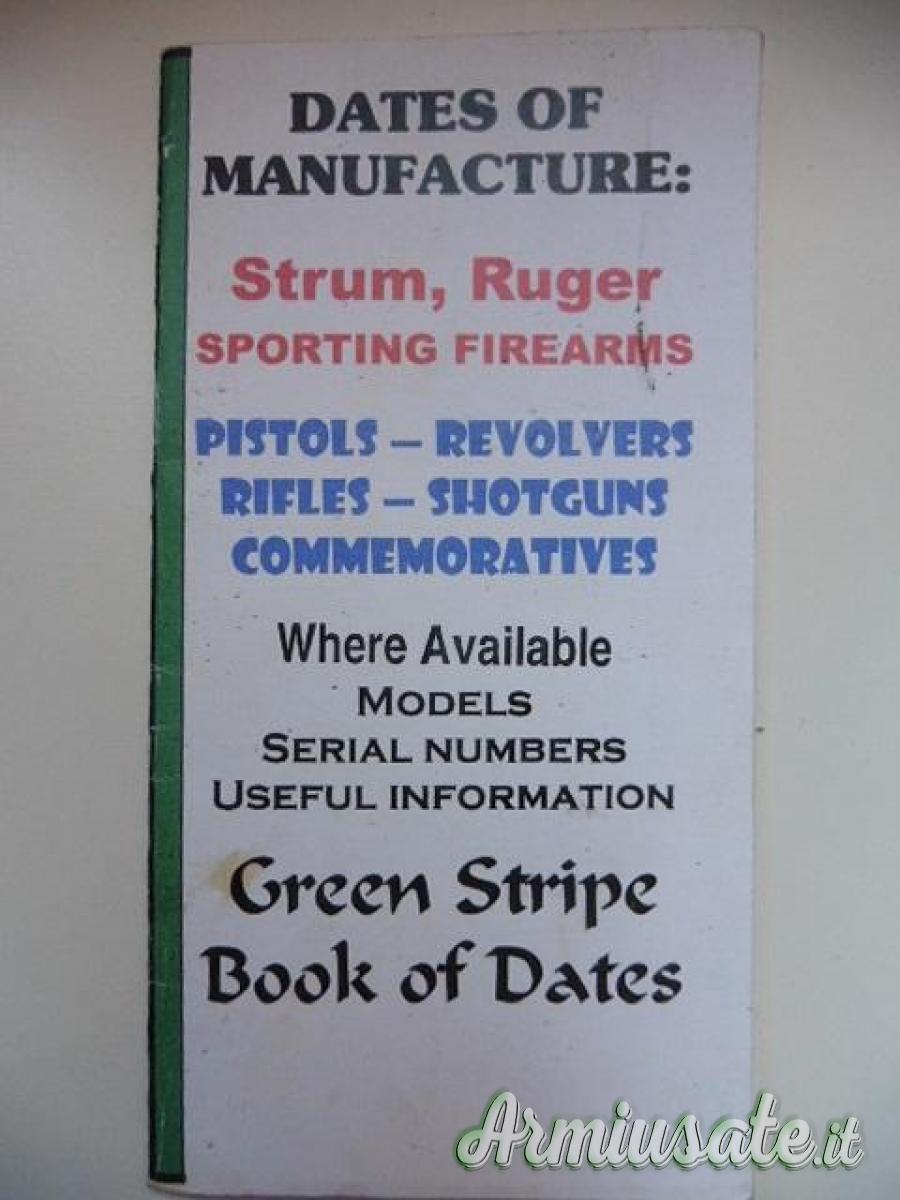 DATES OF
MANUFACTURE:
Strum, Ruger
SPORTING FIREARMS
PISTOLS – REVOLVERS
RIFLES – SHOTGUNS
COMMEMORATIVES
Where Available
MODELS
SERIAL NUMBERS
USEFUL INFORMATION
Green Stripe
Book of Dates
Armiusate.it